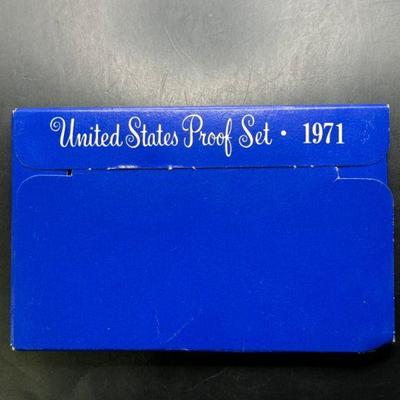 United States Proof Set • 1971